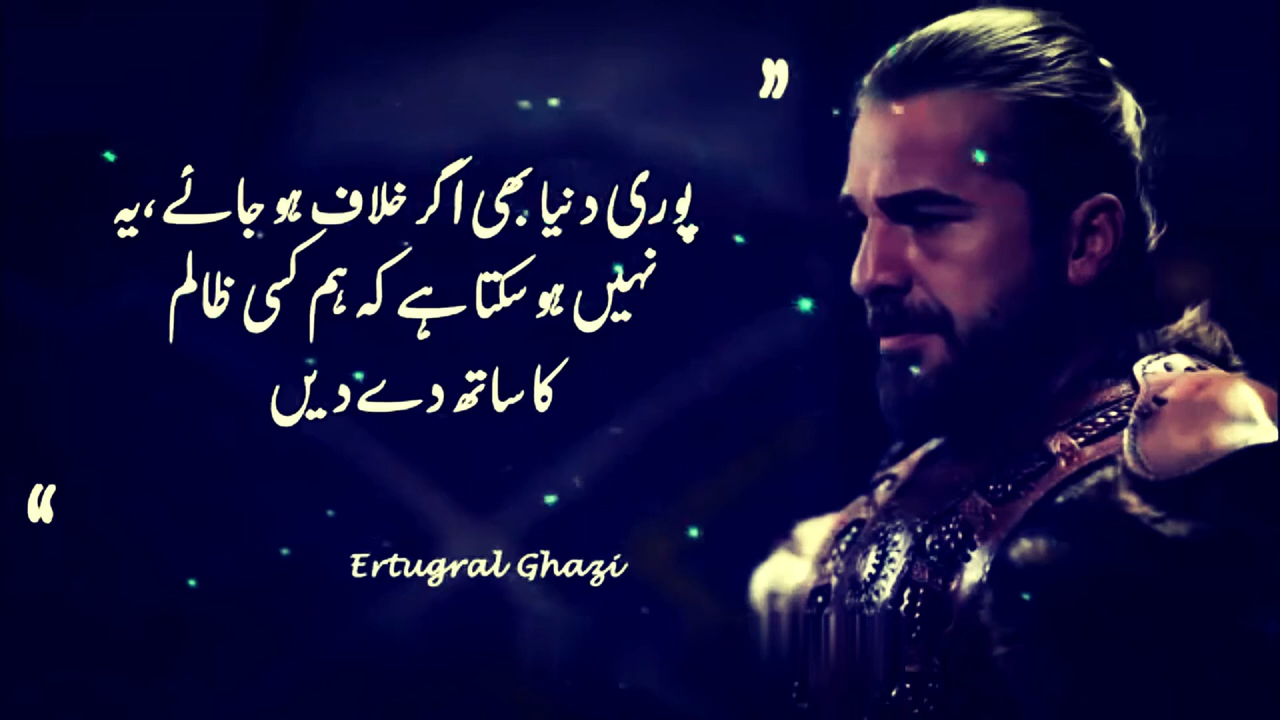 ”
پوری دنیا بھی اگر خلاف ہو جائے، یہ
نہیں ہو سکتا ہے کہ ہم کسی ظالم
کا ساتھ دے دیں
“
Ertugral Ghazi